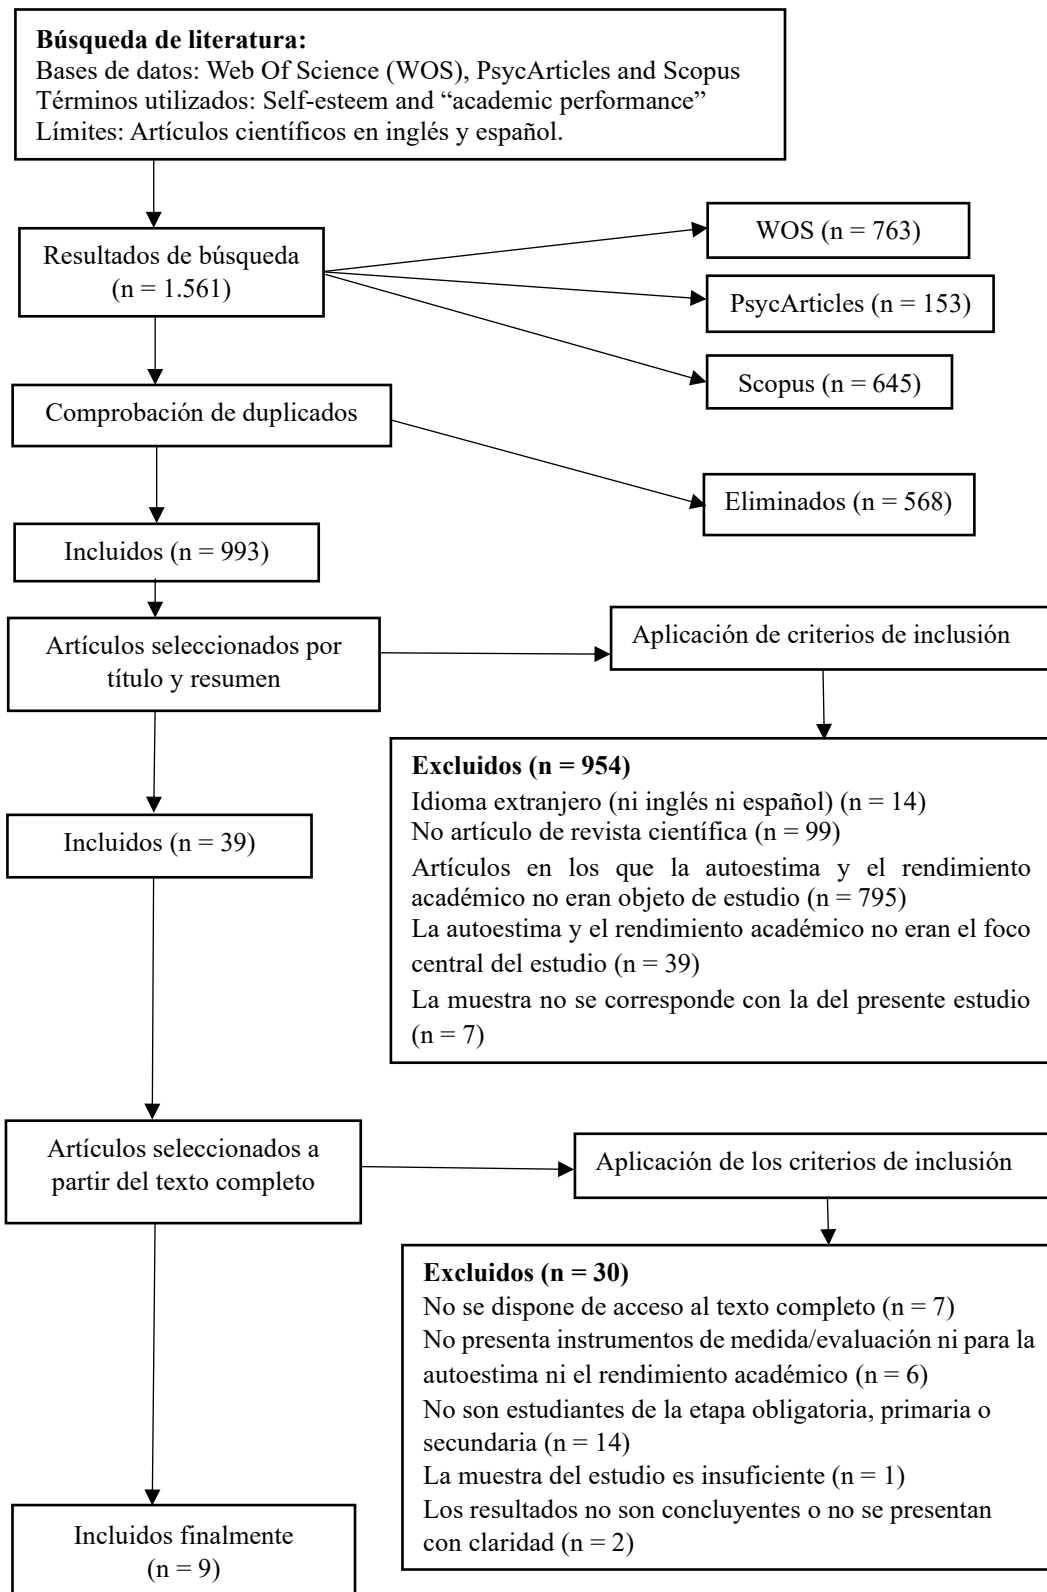 Búsqueda de literatura:
Bases de datos: Web Of Science (WOS), PsycArticles and Scopus
Términos utilizados: Self-esteem and “academic performance”
Límites: Artículos científicos en inglés y español.
Resultados de búsqueda
(n = 1.561)
WOS (n = 763)
PsycArticles (n = 153)
Scopus (n = 645)
Comprobación de duplicados
Eliminados (n = 568)
Incluidos (n = 993)
Artículos seleccionados por
título y resumen
Aplicación de criterios de inclusión
Excluidos (n = 954)
Idioma extranjero (ni inglés ni español) (n = 14)
No artículo de revista científica (n = 99)
Artículos en los que la autoestima y el rendimiento
académico no eran objeto de estudio (n = 795)
La autoestima y el rendimiento académico no eran el foco
central del estudio (n = 39)
La muestra no se corresponde con la del presente estudio
(n = 7)
Incluidos (n = 39)
Artículos seleccionados a
partir del texto completo
Aplicación de los criterios de inclusión
Excluidos (n = 30)
No se dispone de acceso al texto completo (n = 7)
No presenta instrumentos de medida/evaluación ni para la
autoestima ni el rendimiento académico (n = 6)
No son estudiantes de la etapa obligatoria, primaria o
secundaria (n = 14)
La muestra del estudio es insuficiente (n = 1)
Los resultados no son concluyentes o no se presentan
con claridad (n = 2)
Incluidos finalmente
(n = 9)